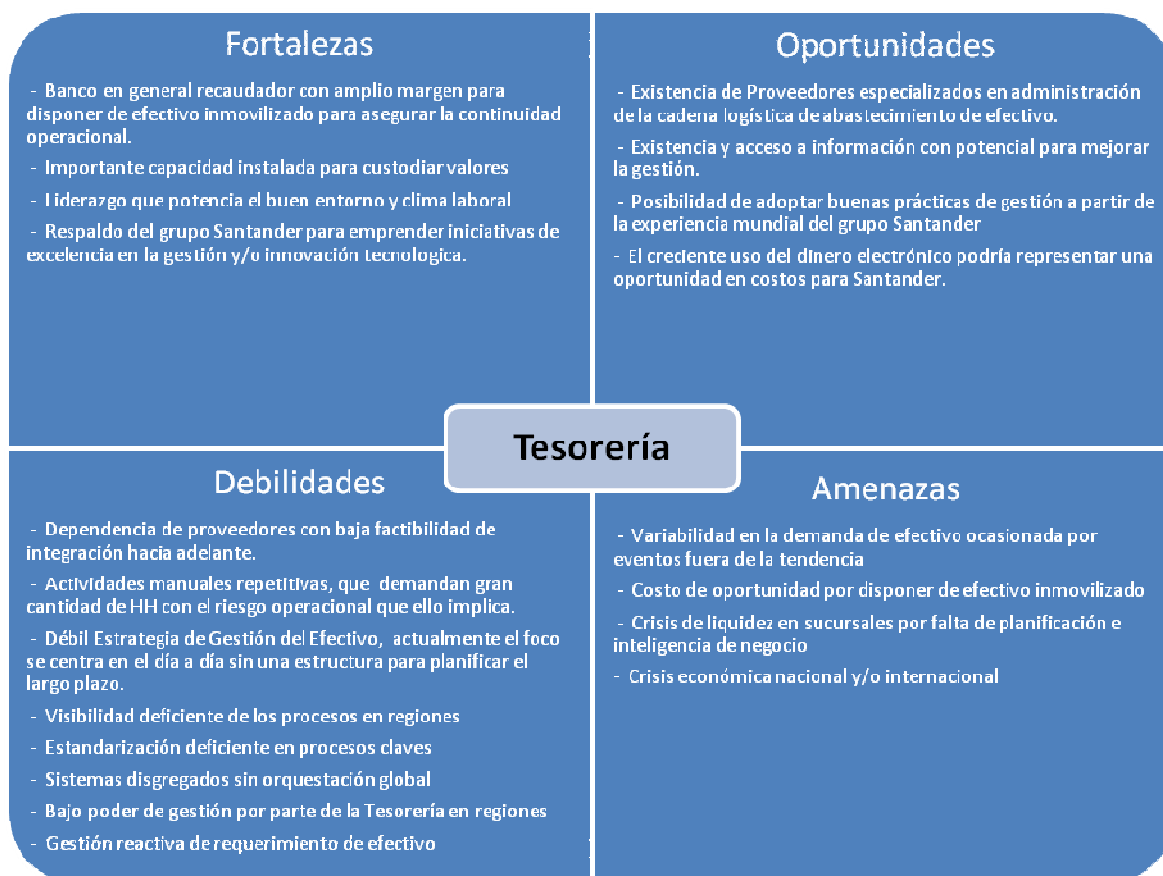 Fortalezas
- Banco en general recaudador con amplio margen para
disponer de efectivo inmovilizado para asegurar la continuidad
operacional.
- Importante capacidad instalada para custodiar valores
- Liderazgo que potencia el buen entorno y clima laboral
- Respaldo del grupo Santander para emprender iniciativas de
excelencia en la gestión y/o innovación tecnologica.
Oportunidades
- Existencia de Proveedores especializados en administración
de la cadena logística de abastecimiento de efectivo.
- Existencia y acceso a información con potencial para mejorar
la gestión.
- Posibilidad de adoptar buenas prácticas de gestión a partir de
la experiencia mundial del grupo Santander
- El creciente uso del dinero electrónico podría representar una
oportunidad en costos para Santander.
Tesorería
Debilidades
- Dependencia de proveedores con baja factibilidad de
integración hacia adelante.
- Actividades manuales repetitivas, que demandan gran
cantidad de HH con el riesgo operacional que ello implica.
- Débil Estrategia de Gestión del Efectivo, actualmente el foco
se centra en el día a día sin una estructura para planificar el
largo plazo.
- Visibilidad deficiente de los procesos en regiones
- Estandarización deficiente en procesos claves
- Sistemas disgregados sin orquestación global
- Bajo poder de gestión por parte de la Tesorería en regiones
- Gestión reactiva de requerimiento de efectivo
Amenazas
- Variabilidad en la demanda de efectivo ocasionada por
eventos fuera de la tendencia
- Costo de oportunidad por disponer de efectivo inmovilizado
- Crisis de liquidez en sucursales por falta de planificación e
inteligencia de negocio
- Crisis económica nacional y/o internacional